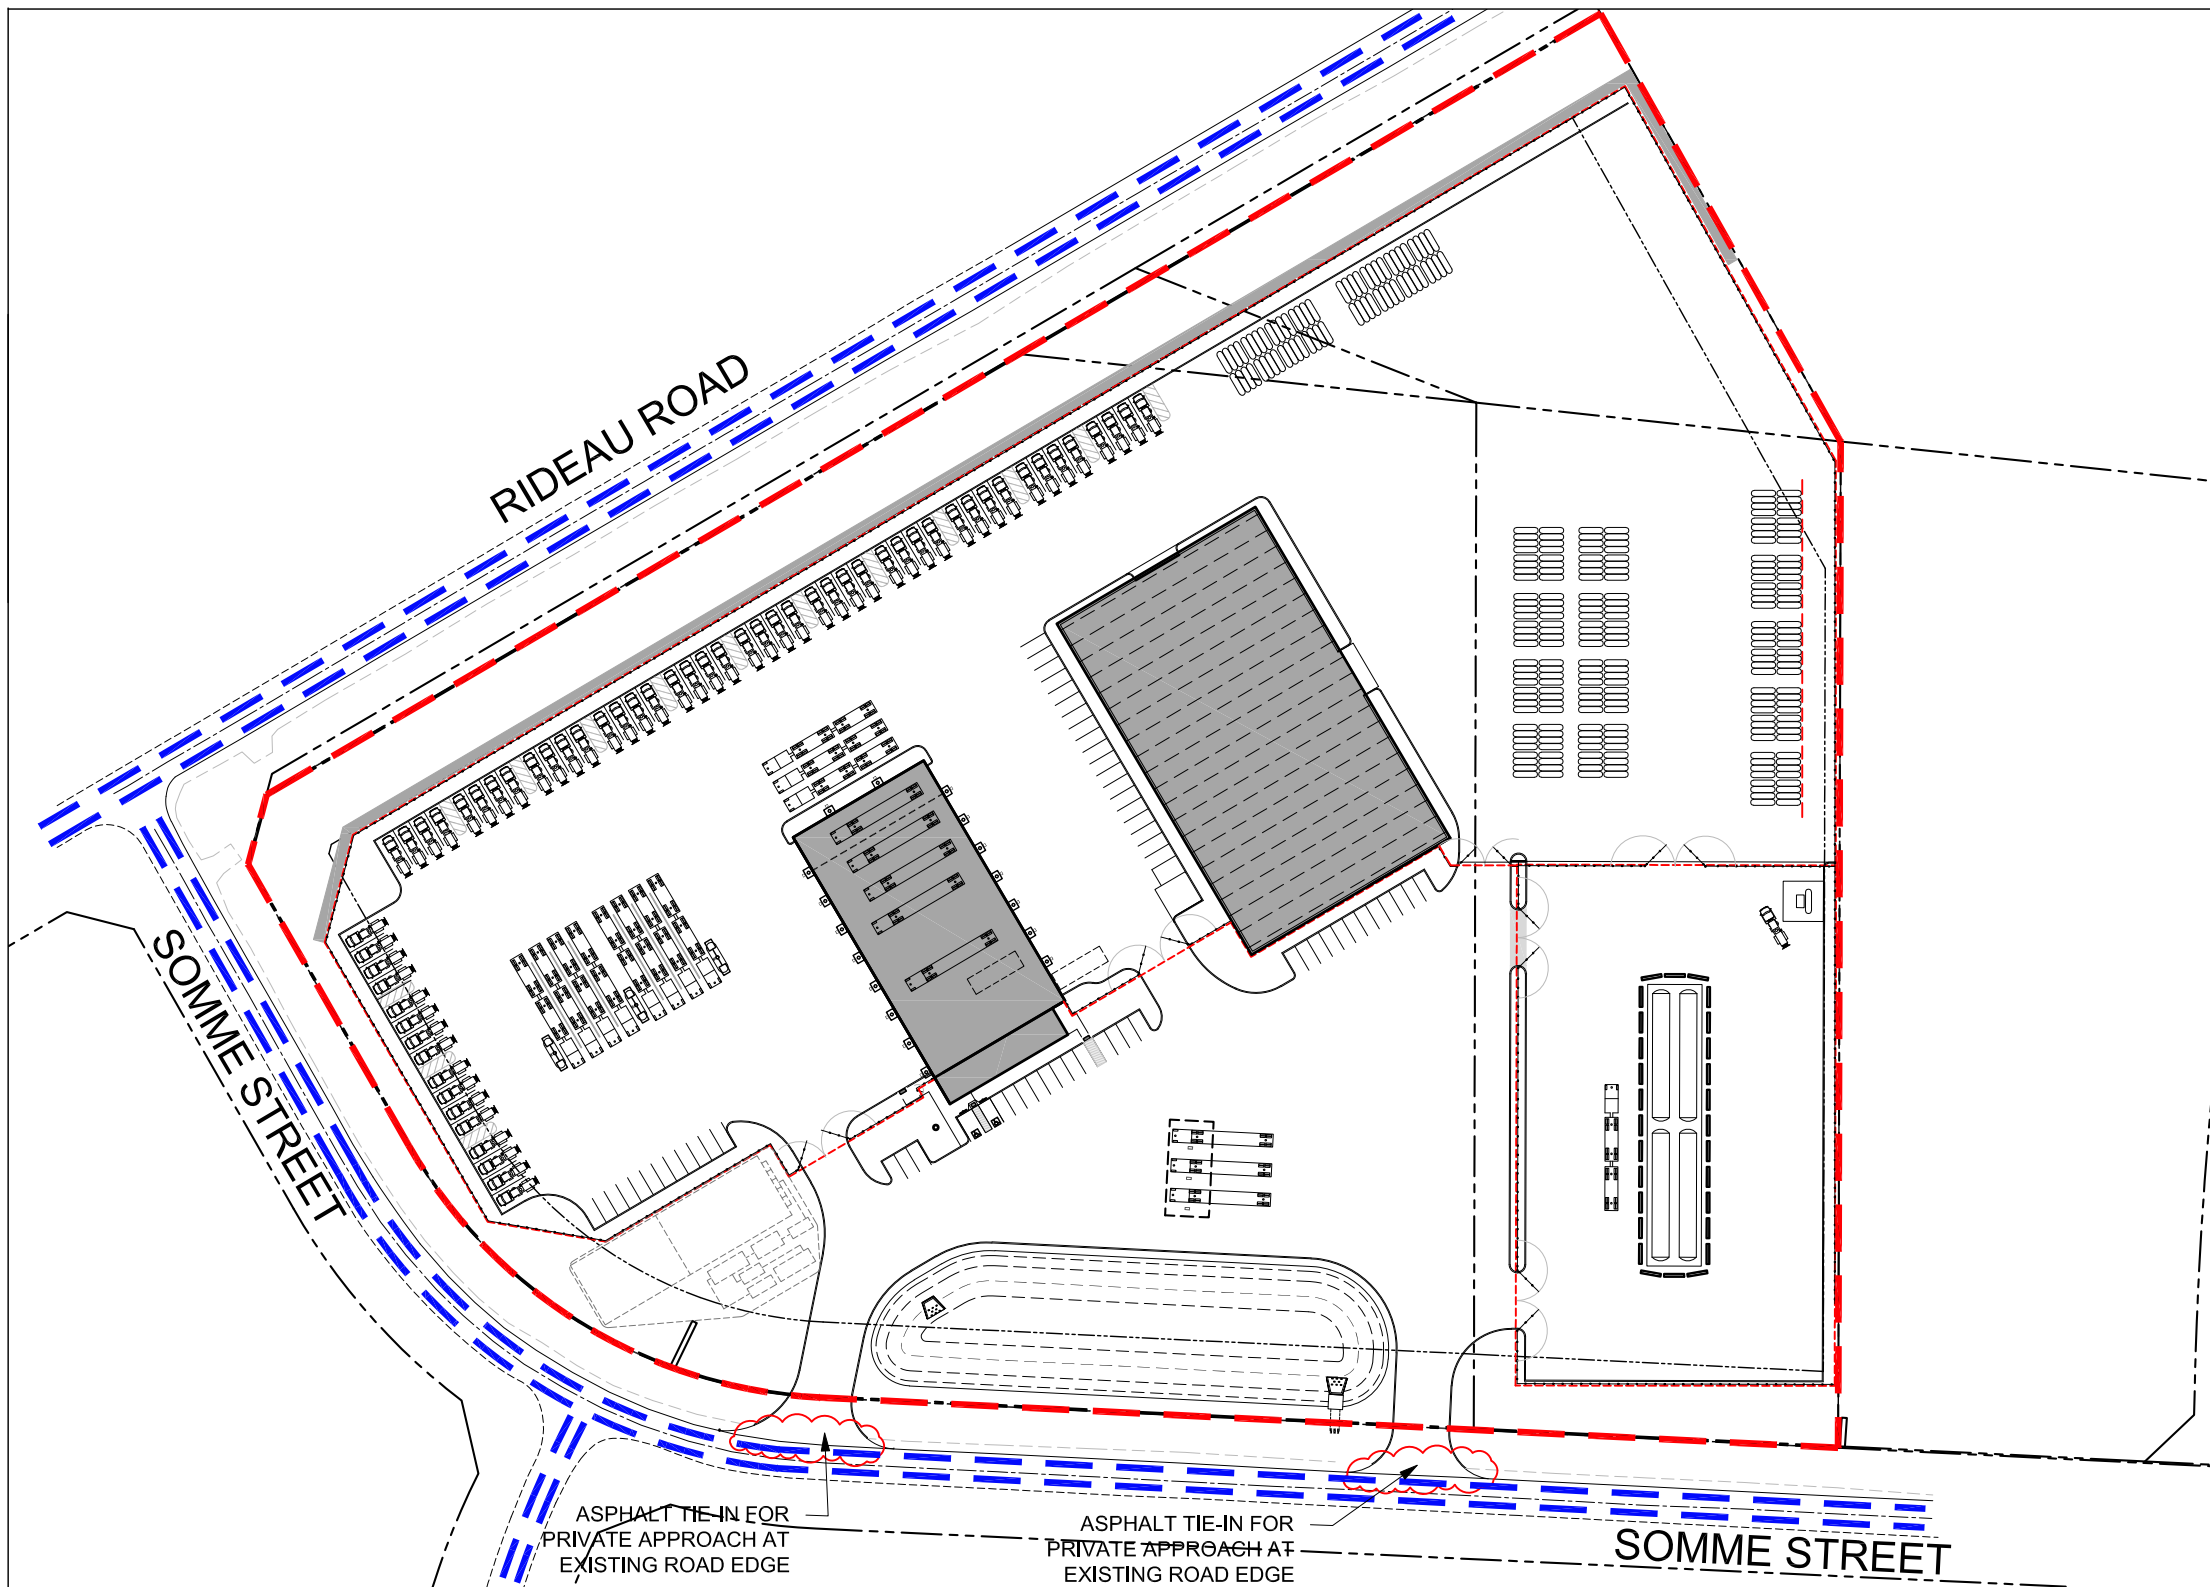 RIDEAU ROAD
SOMME STREET
ASPHALT TIE-IN FOR
PRIVATE APPROACH AT
EXISTING ROAD EDGE
ASPHALT TIE-IN FOR
PRIVATE APPROACH AT
EXISTING ROAD EDGE
SOMME STREET